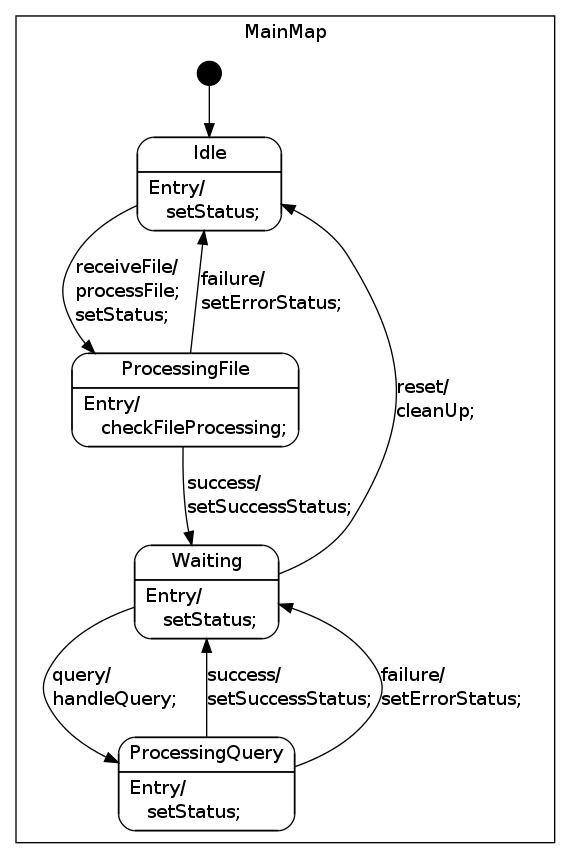 MainMap
Idle
Entry/
setStatus;
receiveFile/
processFile;
setStatus;
failure/
setErrorStatus;
ProcessingFile
Entry/
checkFileProcessing;
reset/
cleanUp;
success/
setSuccessStatus;
Waiting
Entry/
setStatus;
query/
handleQuery;
success/
setSuccessStatus;
failure/
setErrorStatus;
ProcessingQuery
Entry/
setStatus;